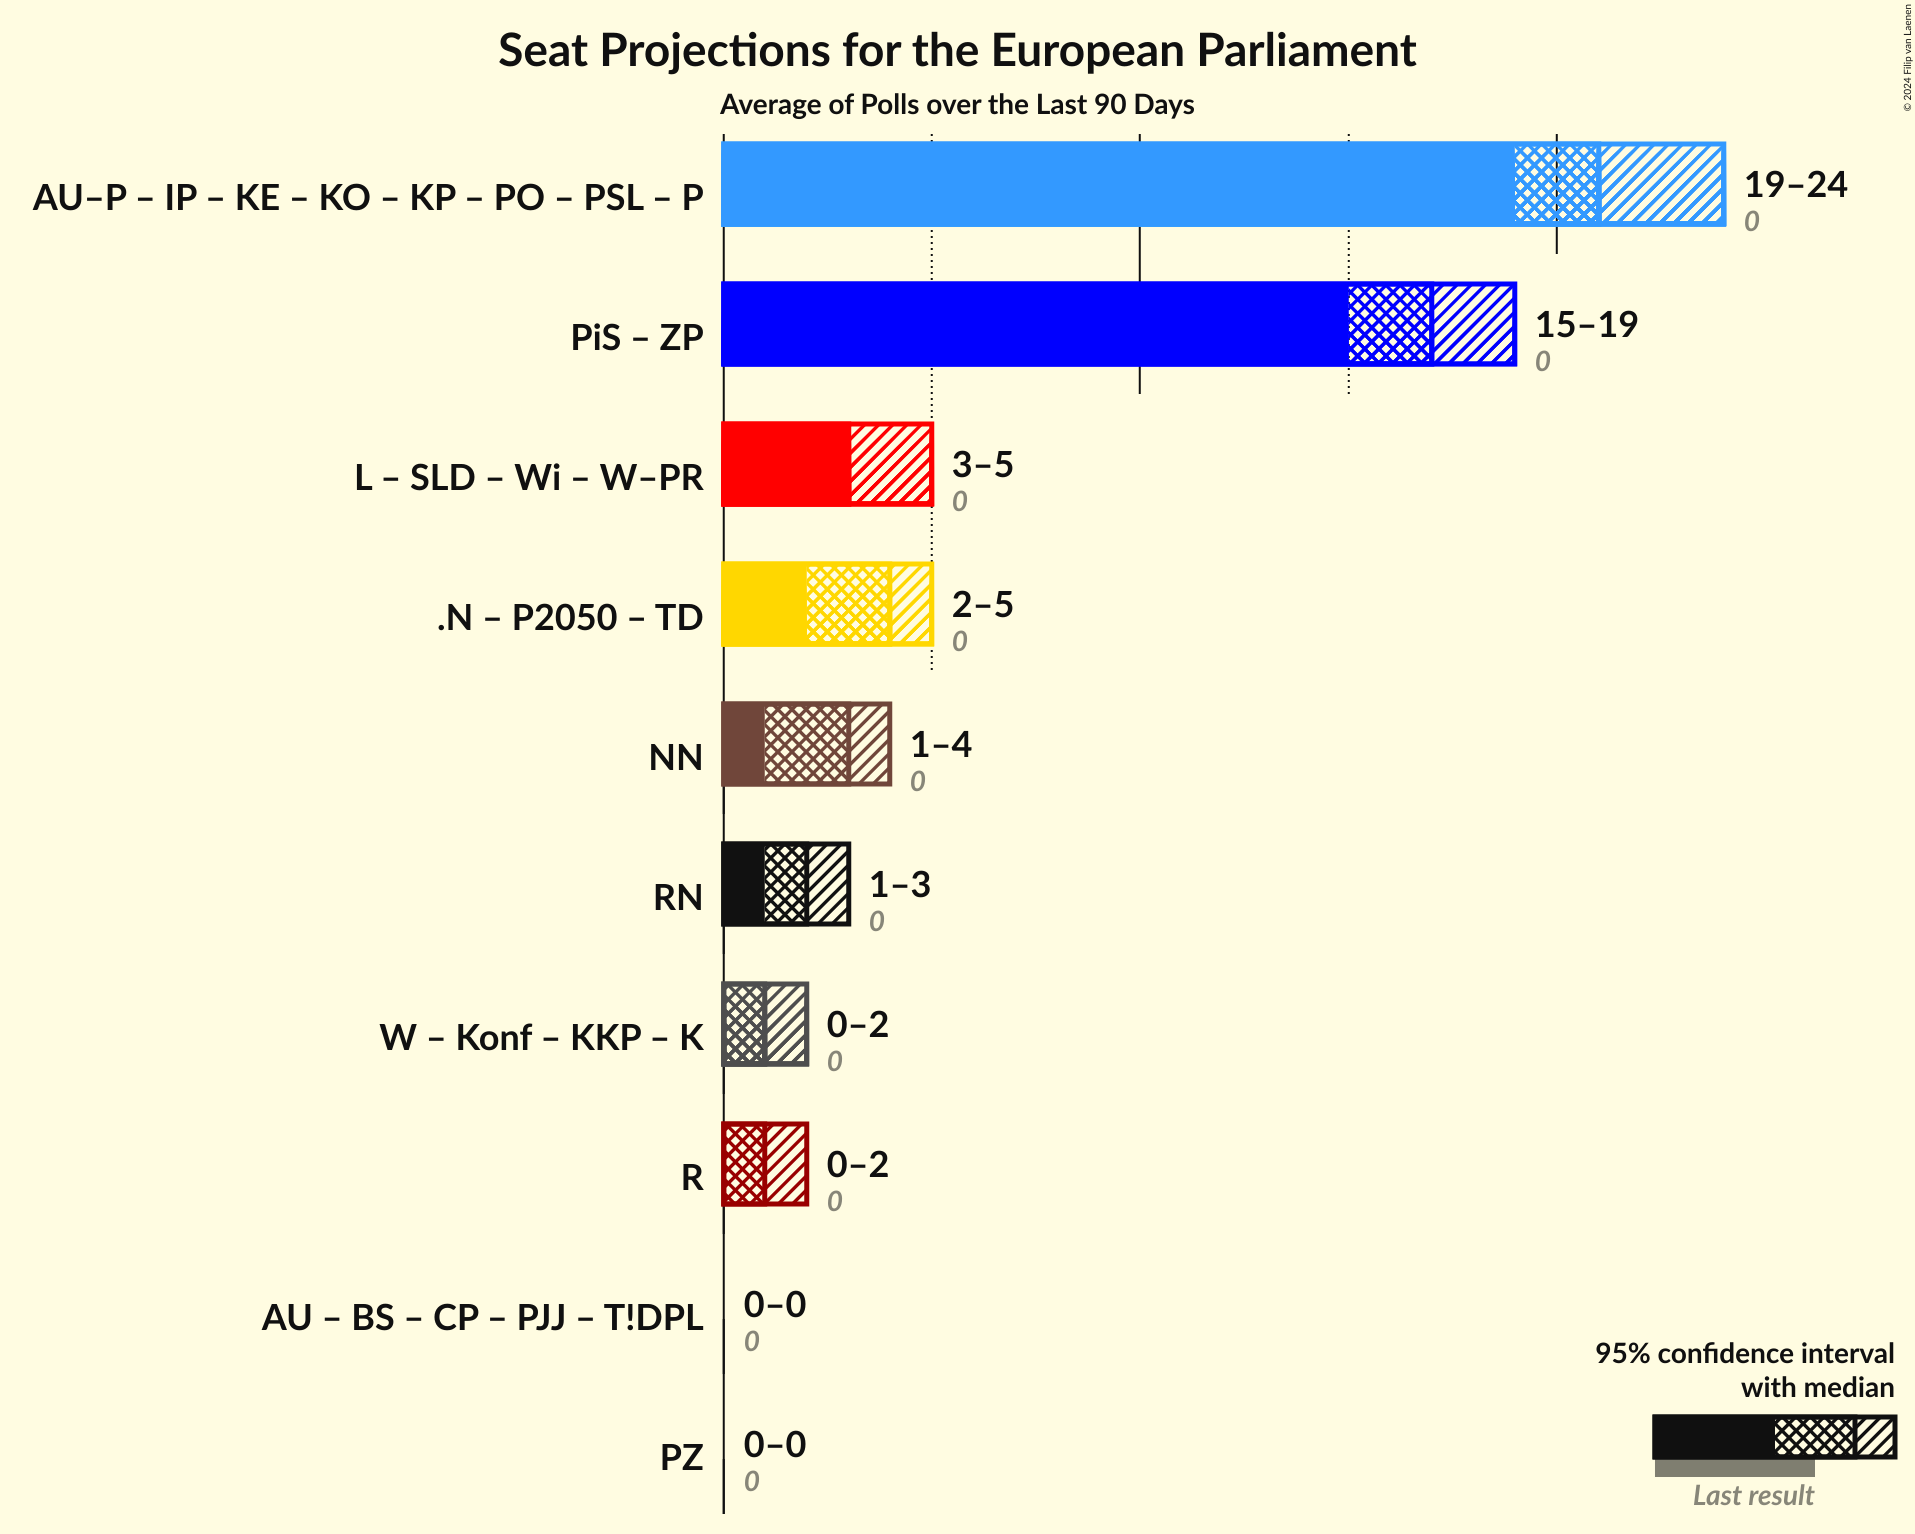 Seat Projections for the European Parliament
Average of Polls over the Last 90 Days
AU–P – IP – KE – KO – KP – PO – PSL – P
19–24
0
PiS – ZP
15–19
0
L – SLD – Wi – W–PR
3–5
0
.N – P2050 – TD
2–5
0
NN
1–4
0
RN
1–3
0
W – Konf – KKP – K
0–2
0
R
0–2
0
AU – BS – CP – PJJ – T!DPL
0–0
0
PZ
0–0
0
95% confidence interval
with median
Last result
© 2024 Filip van Laenen